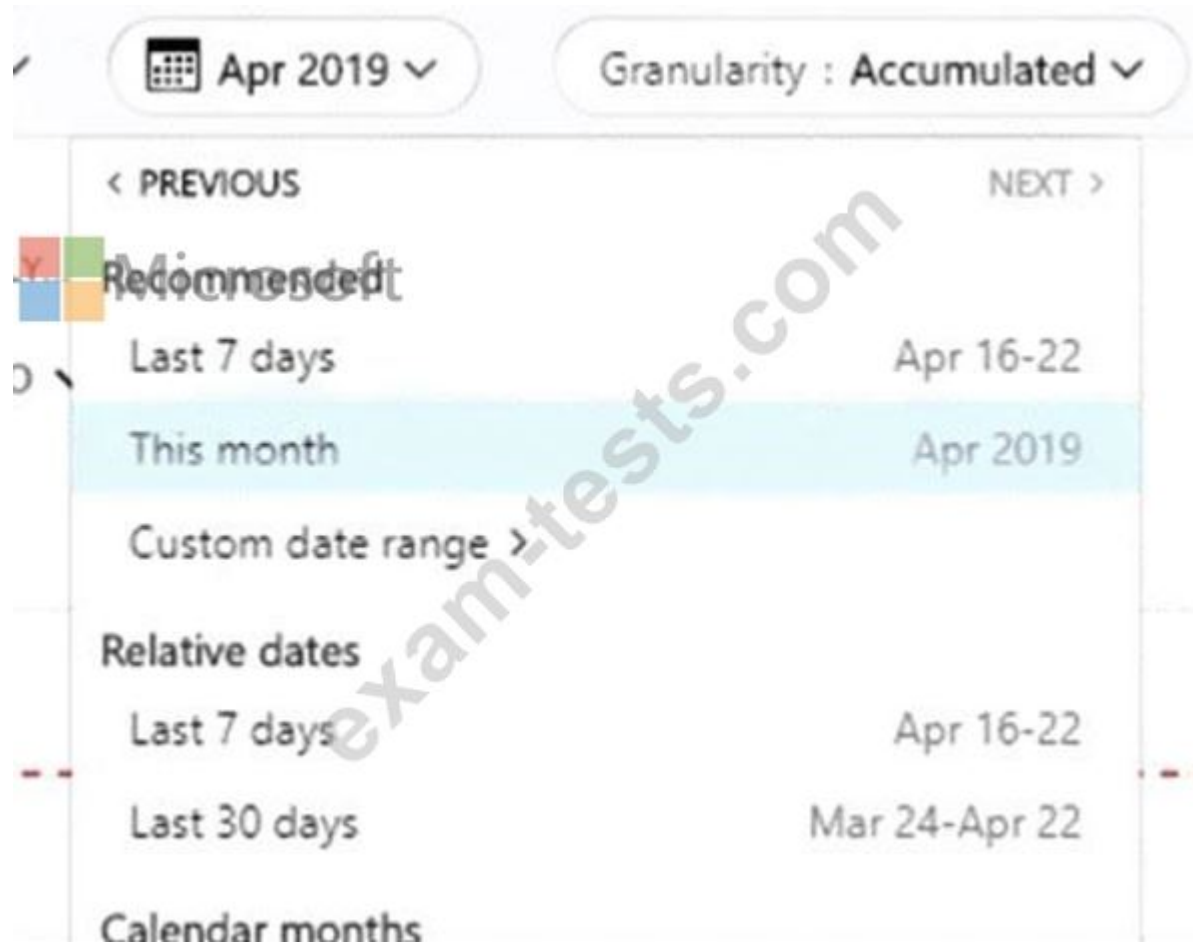 Apr 2019 Granularity : Accumulated
< PREVIOUS NEXT >
Microsoft
Recommended
Last 7 days Apr 16-22
This month Apr 2019
Custom date range >
Relative dates
Last 7 days Apr 16-22
Last 30 days Mar 24-Apr 22
Calendar months
exam-tests.com